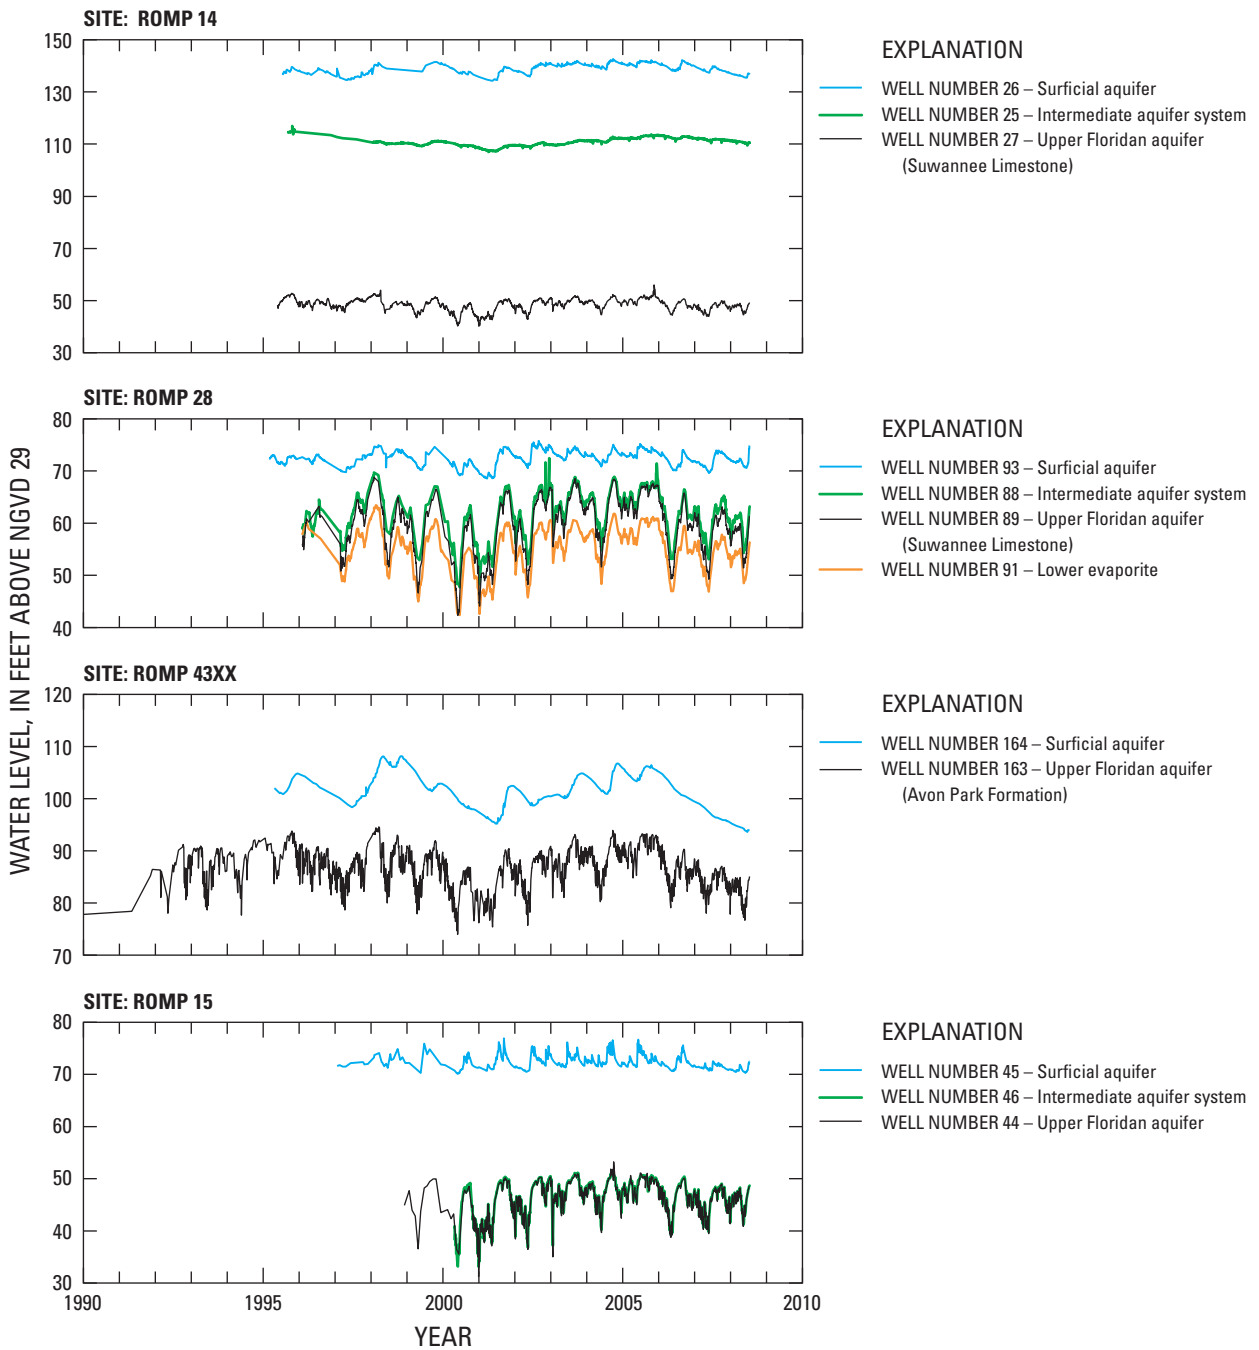 SITE: ROMP 14
150
130
110
90
70
50
30
EXPLANATION
WELL NUMBER 26 – Surficial aquifer
WELL NUMBER 25 – Intermediate aquifer system
WELL NUMBER 27 – Upper Floridan aquifer
(Suwannee Limestone)
SITE: ROMP 28
80
70
60
50
40
EXPLANATION
WELL NUMBER 93 – Surficial aquifer
WELL NUMBER 88 – Intermediate aquifer system
WELL NUMBER 89 – Upper Floridan aquifer
(Suwannee Limestone)
WELL NUMBER 91 – Lower evaporite
WATER LEVEL, IN FEET ABOVE NGVD 29
SITE: ROMP 43XX
120
110
100
90
80
70
EXPLANATION
WELL NUMBER 164 – Surficial aquifer
WELL NUMBER 163 – Upper Floridan aquifer
(Avon Park Formation)
SITE: ROMP 15
80
70
60
50
40
30
EXPLANATION
WELL NUMBER 45 – Surficial aquifer
WELL NUMBER 46 – Intermediate aquifer system
WELL NUMBER 44 – Upper Floridan aquifer
1990 1995 2000 2005 2010
YEAR